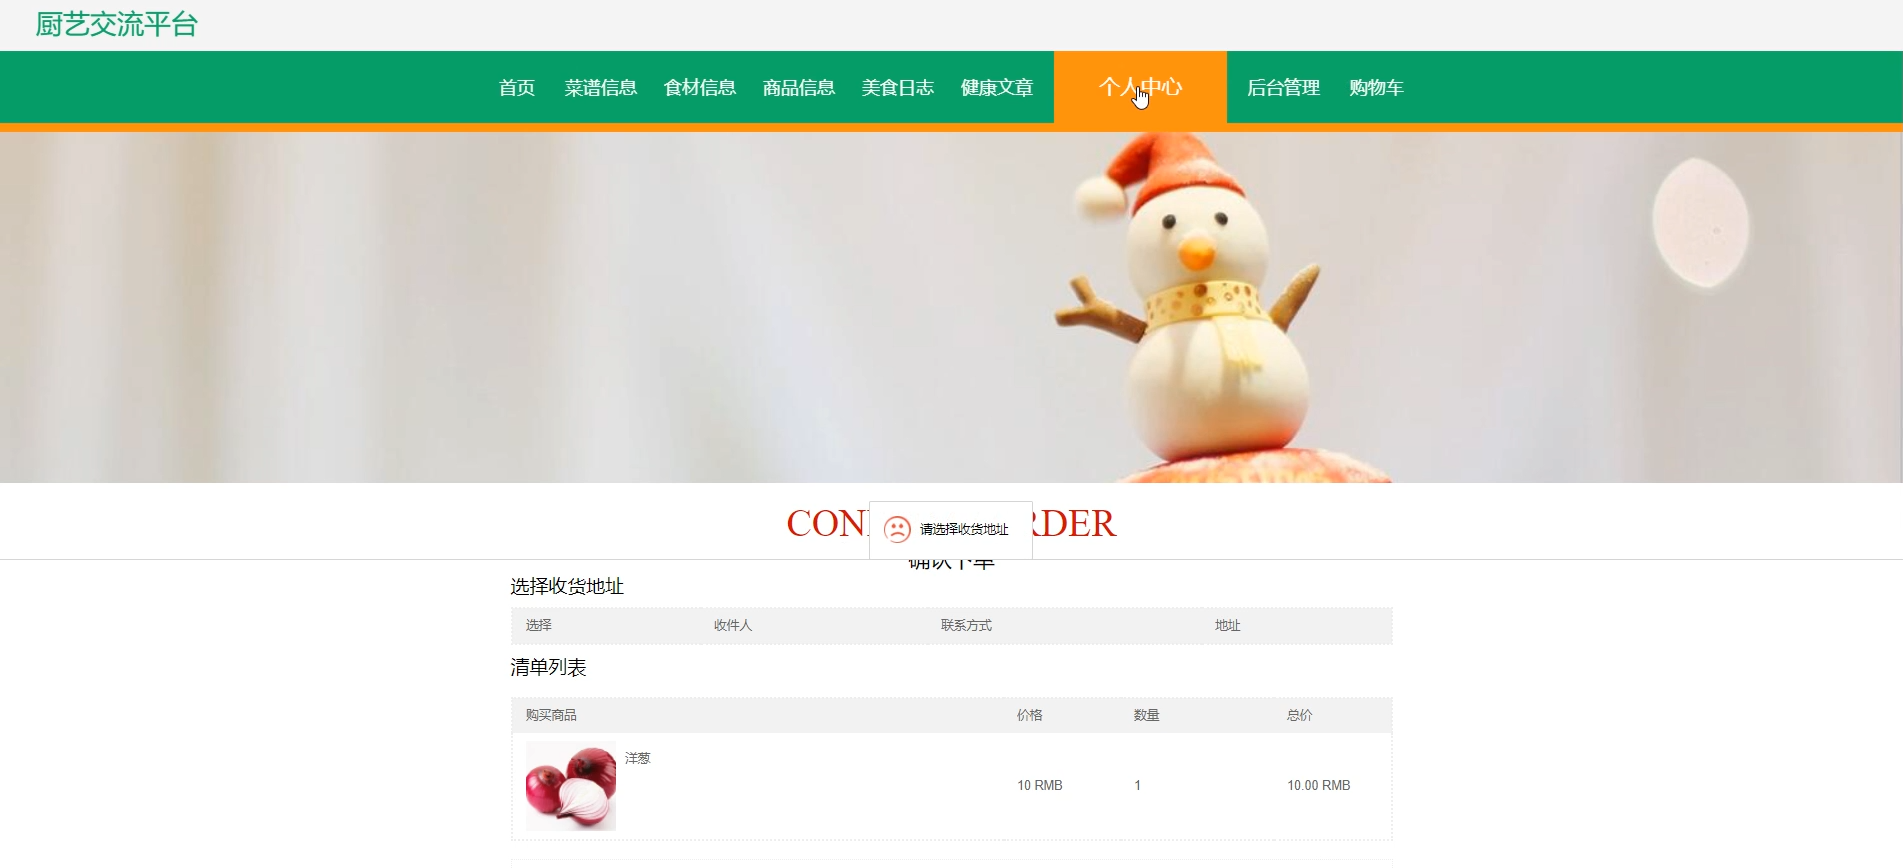 厨艺交流平台
首页 菜谱信息 食材信息 商品信息 美食日志 健康文章 个人中心 后台管理 购物车
请选择收货地址
确认下单
选择收货地址
选择 收件人 联系方式 地址
清单列表
购买商品 价格 数量 总价
洋葱
10 RMB 1 10.00 RMB